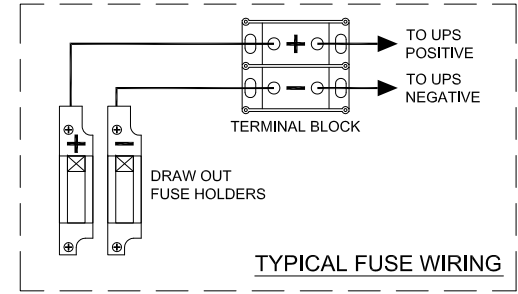 +
TO UPS
POSITIVE
−
TO UPS
NEGATIVE
TERMINAL BLOCK
+ −
DRAW OUT
FUSE HOLDERS
TYPICAL FUSE WIRING